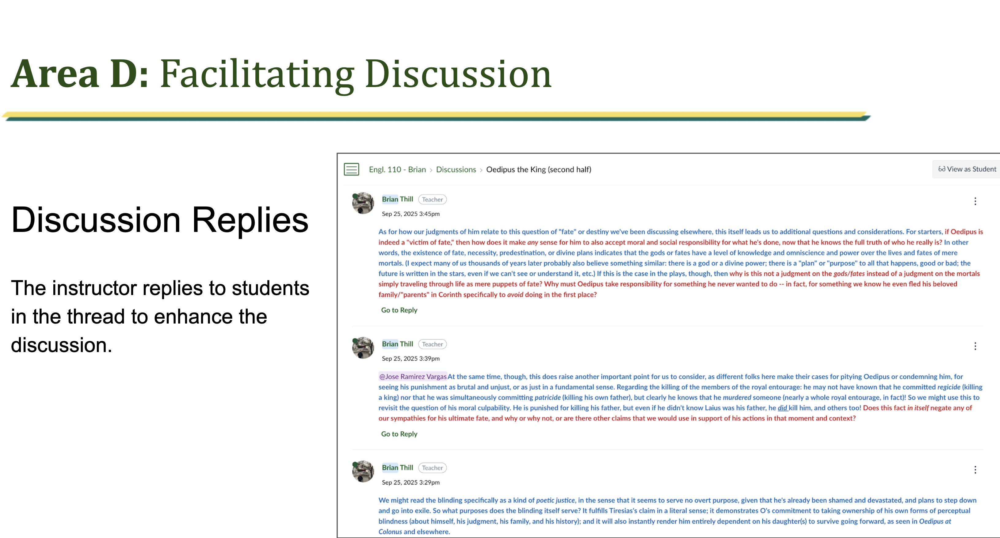 Area D: Facilitating Discussion
Discussion Replies
The instructor replies to students
in the thread to enhance the
discussion.
Engl. 110 - Brian › Discussions › Oedipus the King (second half)
View as Student
Brian Thill Teacher
Sep 25, 2025 3:45pm
As for how our judgments of him relate to this question of "fate" or destiny we've been discussing elsewhere, this itself leads us to additional questions and considerations. For starters, if Oedipus is
indeed a "victim of fate," then how does it make any sense for him to also accept moral and social responsibility for what he's done, now that he knows the full truth of who he really is? In other
words, the existence of fate, necessity, predestination, or divine plans indicates that the gods or fates have a level of knowledge and omniscience and power over the lives and fates of mere
mortals. (I expect many of us thousands of years later probably also believe something similar: there is a god or a divine power; there is a "plan" or "purpose" to all that happens, good or bad; the
future is written in the stars, even if we can't see or understand it, etc.) If this is the case in the plays, though, then why is this not a judgment on the gods/fates instead of a judgment on the mortals
simply traveling through life as mere puppets of fate? Why must Oedipus take responsibility for something he never wanted to do -- in fact, for something we know he even fled his beloved
family/"parents" in Corinth specifically to avoid doing in the first place?
Go to Reply
Brian Thill Teacher
Sep 25, 2025 3:39pm
@Jose Ramirez Vargas At the same time, though, this does raise another important point for us to consider, as different folks here make their cases for pitying Oedipus or condemning him, for
seeing his punishment as brutal and unjust, or as just in a fundamental sense. Regarding the killing of the members of the royal entourage: he may not have known that he committed regicide (killing
a king) nor that he was simultaneously committing patricide (killing his own father), but clearly he knows that he murdered someone (nearly a whole royal entourage, in fact)! So we might use this to
revisit the question of his moral culpability. He is punished for killing his father, but even if he didn't know Laius was his father, he did kill him, and others too! Does this fact in itself negate any of
our sympathies for his ultimate fate, and why or why not, or are there other claims that we would use in support of his actions in that moment and context?
Go to Reply
Brian Thill Teacher
Sep 25, 2025 3:29pm
We might read the blinding specifically as a kind of poetic justice, in the sense that it seems to serve no overt purpose, given that he's already been shamed and devastated, and plans to step down
and go into exile. So what purposes does the blinding itself serve? It fulfills Tiresias's claim in a literal sense; it demonstrates O's commitment to taking ownership of his own forms of perceptual
blindness (about himself, his judgment, his family, and his history); and it will also instantly render him entirely dependent on his daughter(s) to survive going forward, as seen in Oedipus at
Colonus and elsewhere.